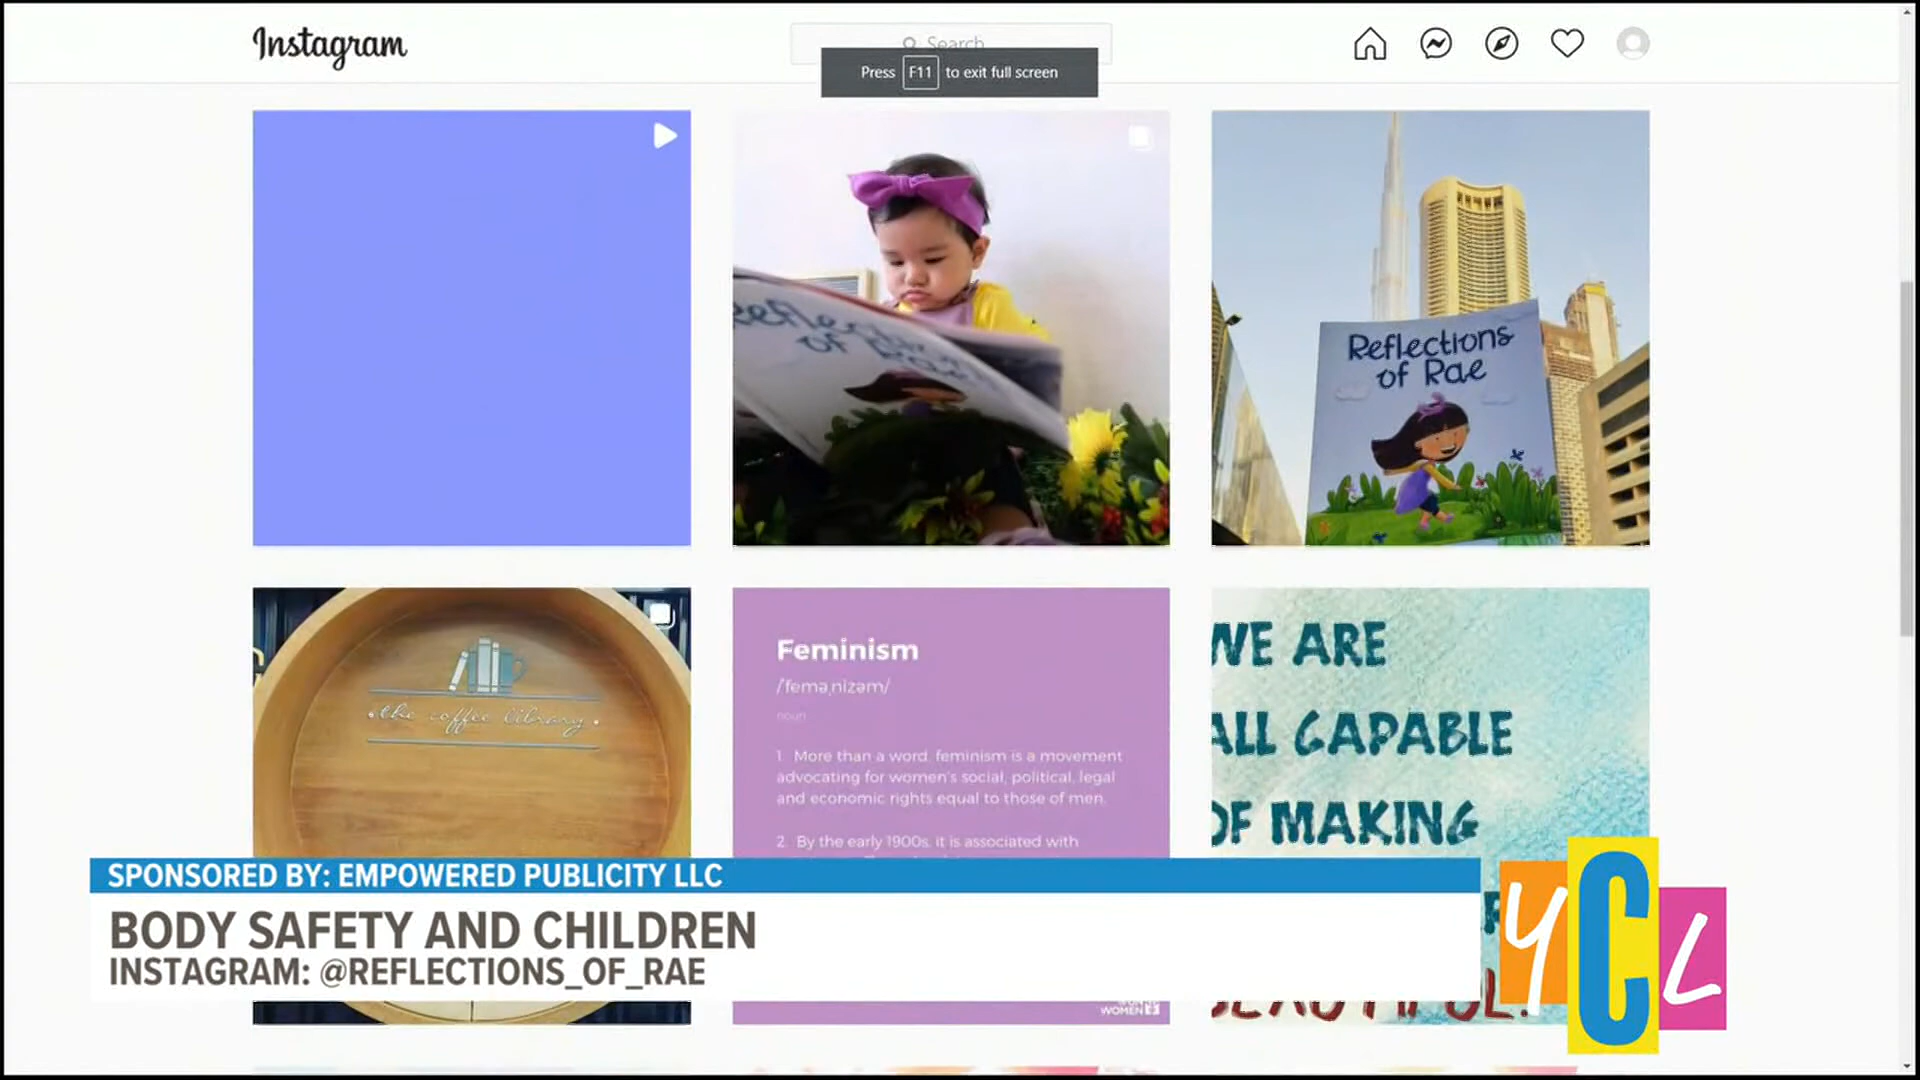 Instagram
Search
Press F11 to exit full screen
Reflections
of Rae
Reflections
of Rae
the coffee library
Feminism
/ˈfeməˌnizəm/
noun
1. More than a word, feminism is a movement
advocating for women's social, political, legal
and economic rights equal to those of men.
2. By the early 1900s, it is associated with
WE ARE
ALL CAPABLE
OF MAKING
BEAUTIFUL.
WOMEN
SPONSORED BY: EMPOWERED PUBLICITY LLC
BODY SAFETY AND CHILDREN
INSTAGRAM: @REFLECTIONS_OF_RAE
YCL